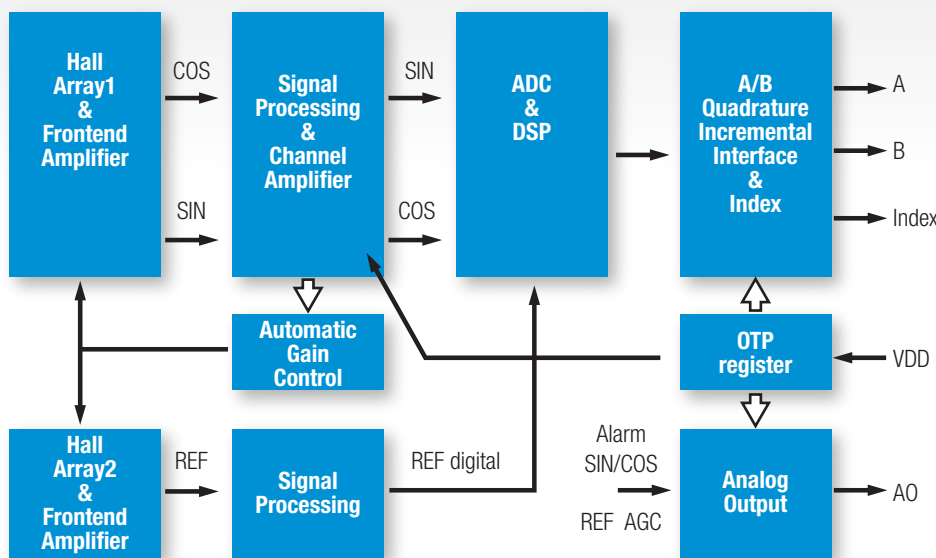 Hall
Array1
&
Frontend
Amplifier
COS
SIN
Signal
Processing
&
Channel
Amplifier
SIN
COS
ADC
&
DSP
A/B
Quadrature
Incremental
Interface
&
Index
A
B
Index
Automatic
Gain
Control
OTP
register
VDD
Hall
Array2
&
Frontend
Amplifier
REF
Signal
Processing
REF digital
Alarm
SIN/COS
REF AGC
Analog
Output
AO